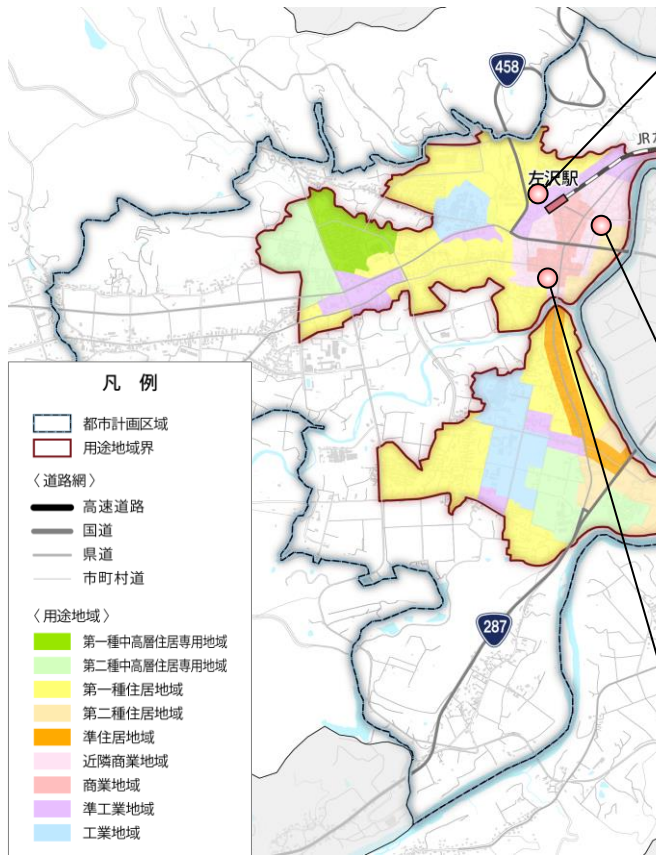 458
JR
左沢駅
凡 例
都市計画区域
用途地域界
〈 道路網 〉
高速道路
国道
県道
市町村道
〈 用途地域 〉
第一種中高層住居専用地域
第二種中高層住居専用地域
第一種住居地域
第二種住居地域
準住居地域
近隣商業地域
商業地域
準工業地域
工業地域
287